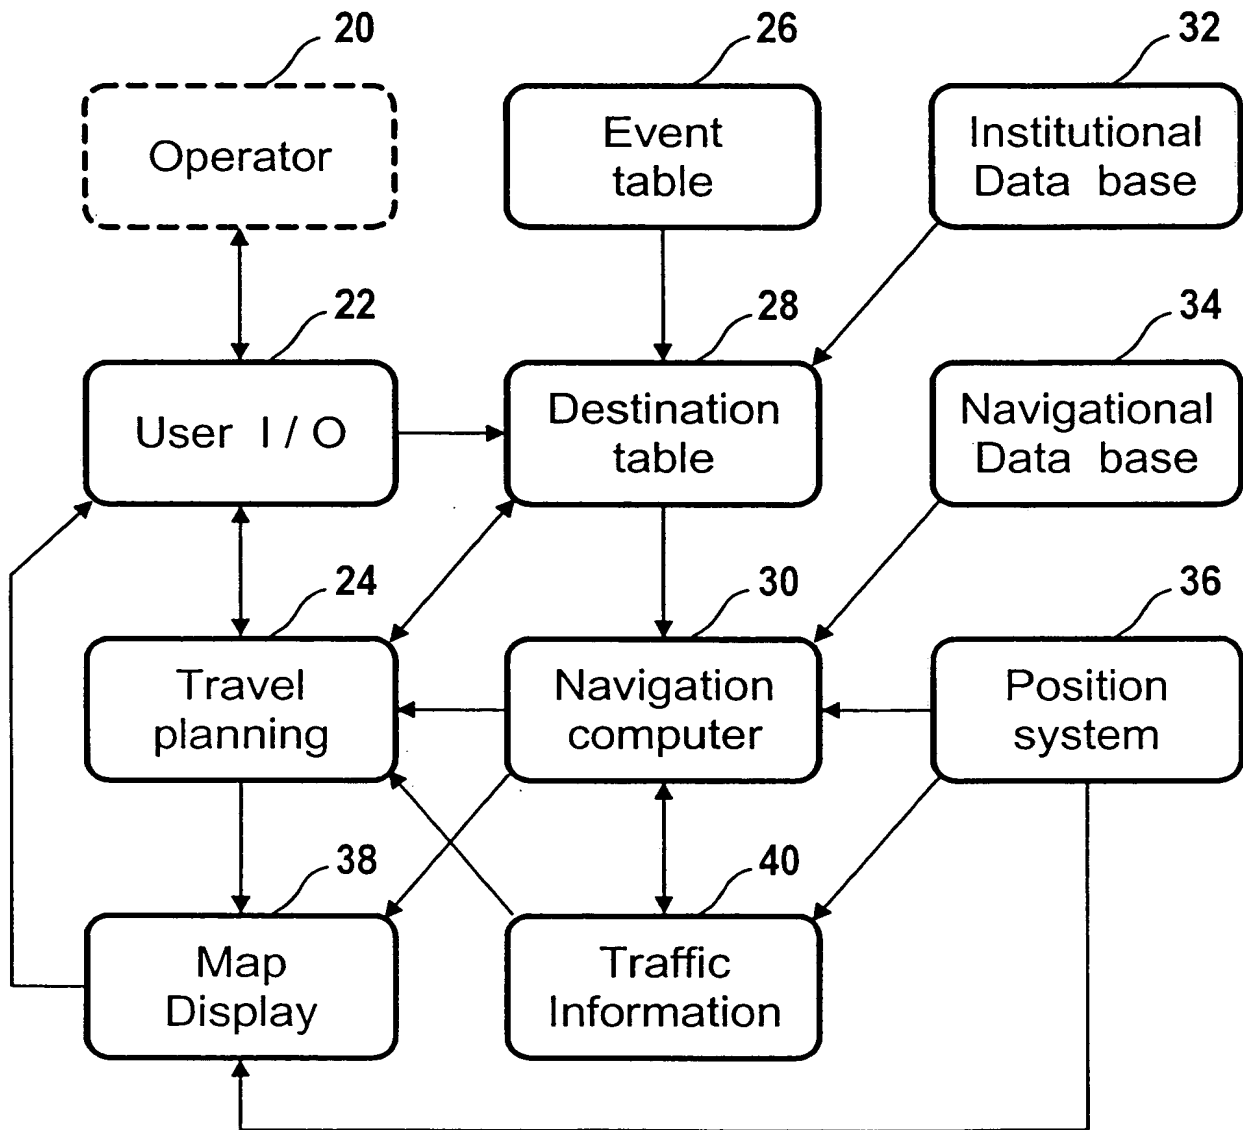 20
26
32
Operator
Event
table
Institutional
Data base
22
28
34
User I / O
Destination
table
Navigational
Data base
24
30
36
Travel
planning
Navigation
computer
Position
system
38
40
Map
Display
Traffic
Information